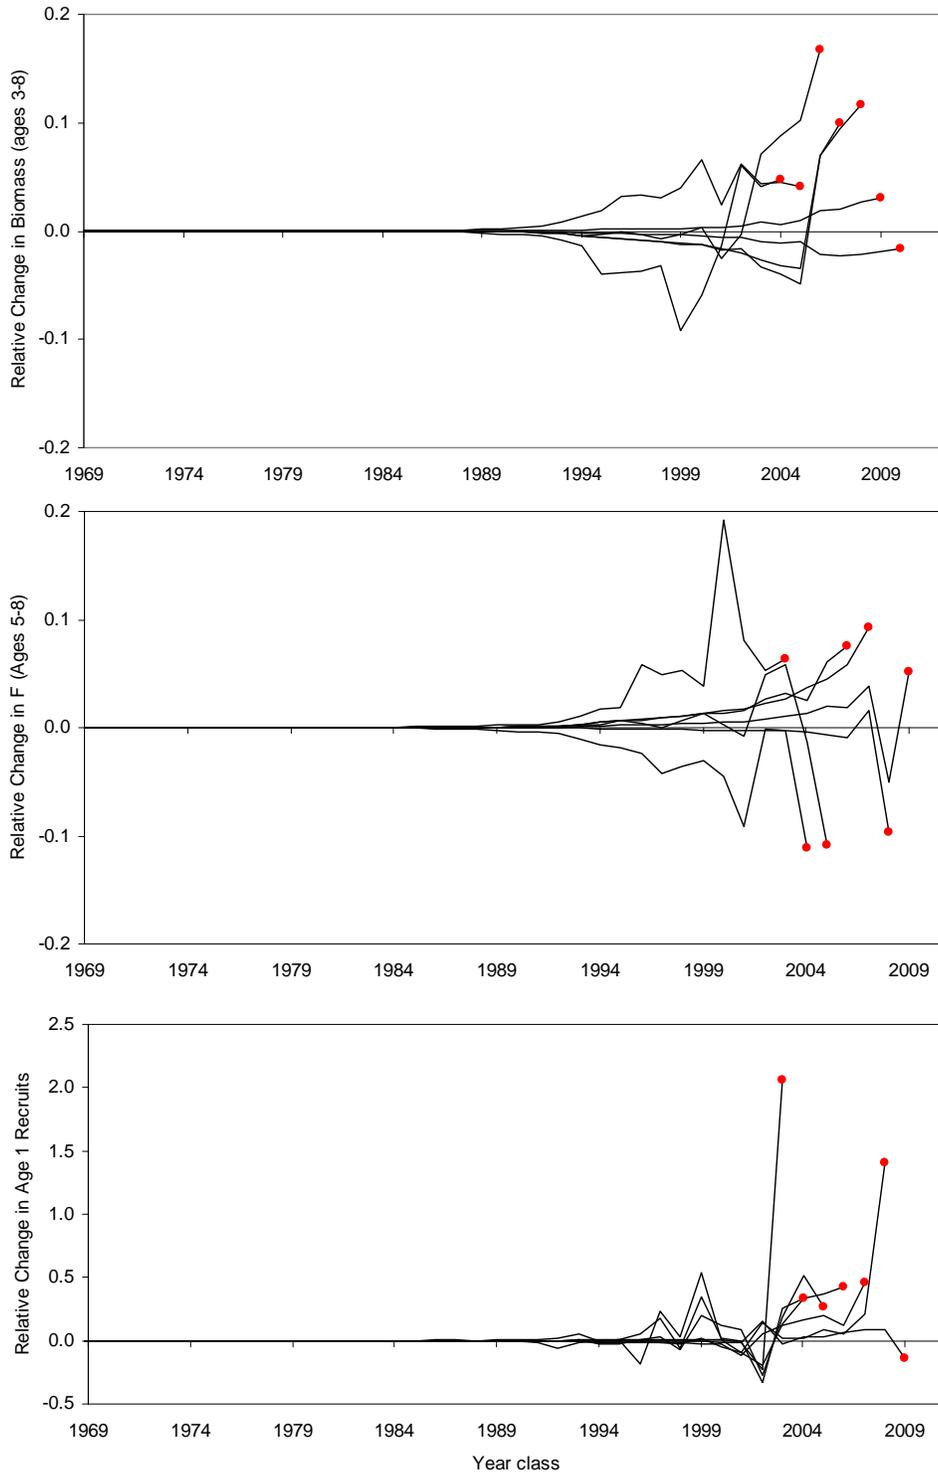 Relative Change in Biomass (ages 3-8)
0.2
0.1
0.0
-0.1
-0.2
1969 1974 1979 1984 1989 1994 1999 2004 2009
Relative Change in F (Ages 5-8)
0.2
0.1
0.0
-0.1
-0.2
1969 1974 1979 1984 1989 1994 1999 2004 2009
Relative Change in Age 1 Recruits
2.5
2.0
1.5
1.0
0.5
0.0
-0.5
1969 1974 1979 1984 1989 1994 1999 2004 2009
Year class